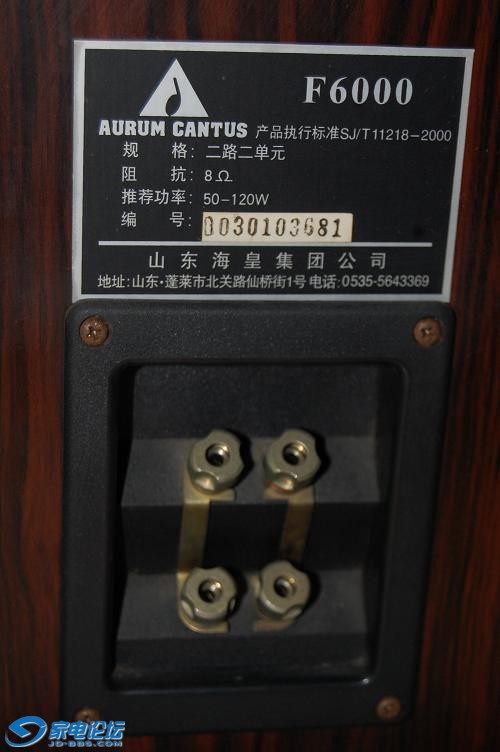 F6000
AURUM CANTUS 产品执行标准SJ/T11218-2000
规 格: 二路二单元
阻 抗: 8Ω
推荐功率: 50-120W
编 号: 0030103681
山东海皇集团公司
地址:山东·蓬莱市北关路仙桥街1号 电话:0535-5643369
家电论坛
JD-BBS.COM